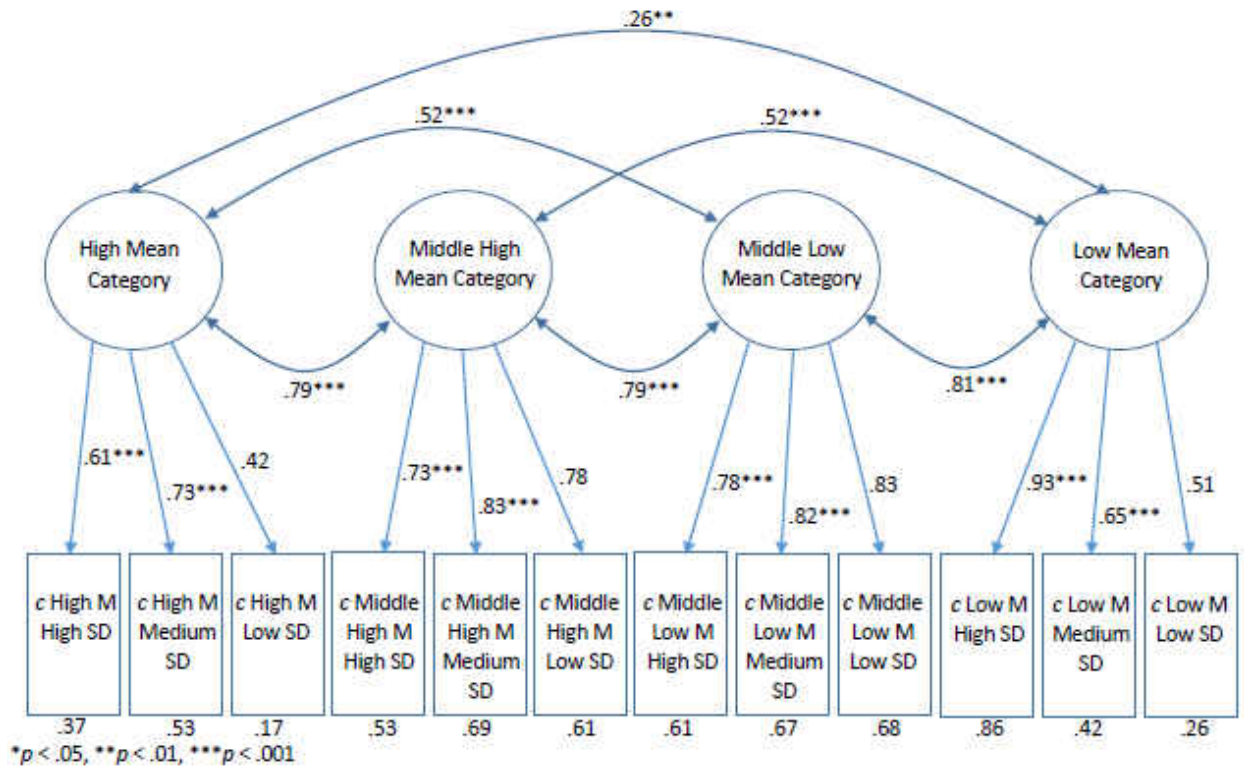 .26**
.52***
.52***
High Mean
Category
Middle High
Mean Category
Middle Low
Mean Category
Low Mean
Category
.79***
.79***
.81***
.61***
.73***
.42
.73***
.83***
.78
.78***
.82***
.83
.93***
.65***
.51
c High M
High SD
c High M
Medium
SD
c High M
Low SD
c Middle
High M
High SD
c Middle
High M
Medium
SD
c Middle
High M
Low SD
c Middle
Low M
High SD
c Middle
Low M
Medium
SD
c Middle
Low M
Low SD
c Low M
High SD
c Low M
Medium
SD
c Low M
Low SD
.37
.53
.17
.53
.69
.61
.61
.67
.68
.86
.42
.26
*p < .05, **p < .01, ***p < .001